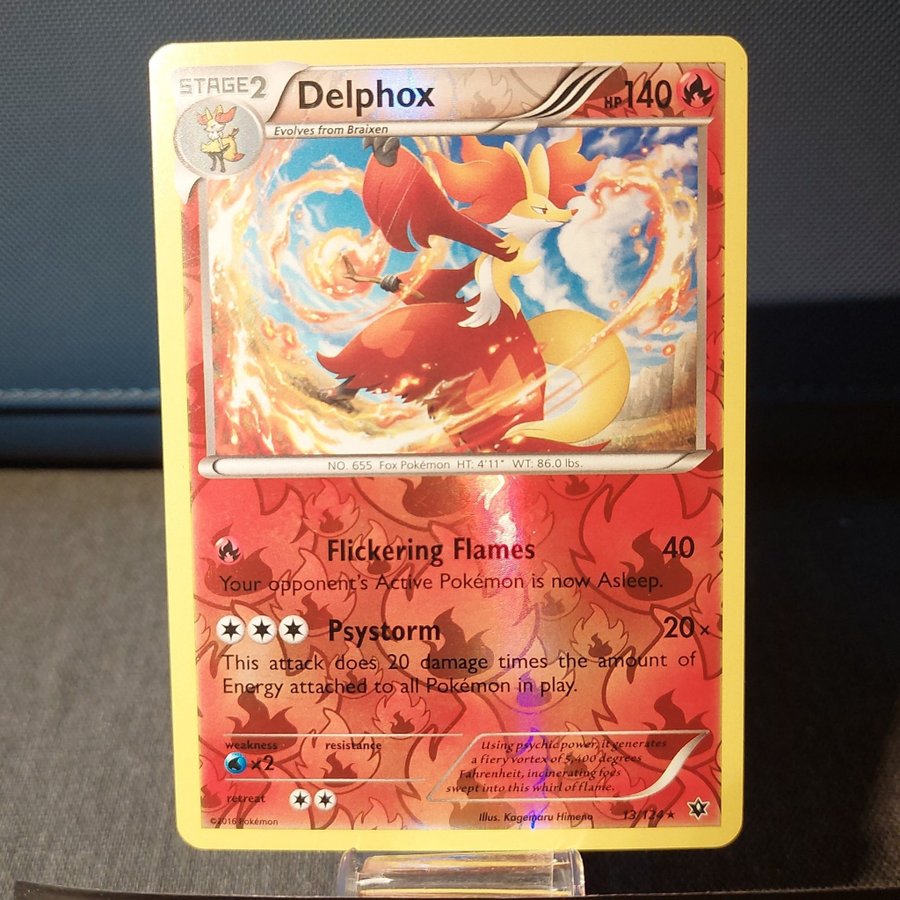 STAGE2
Delphox
HP140
Evolves from Braixen
NO. 655 Fox Pokémon HT: 4'11" WT: 86.0 lbs.
Flickering Flames 40
Your opponent's Active Pokémon is now Asleep.
Psystorm 20×
This attack does 20 damage times the amount of
Energy attached to all Pokémon in play.
weakness resistance
×2
Using psychic power, it generates
a fiery vortex of 5,400 degrees
Fahrenheit, incinerating foes
swept into this whirl of flame.
retreat
©2016 Pokémon
Illus. Kagemaru Himeno
13/124★